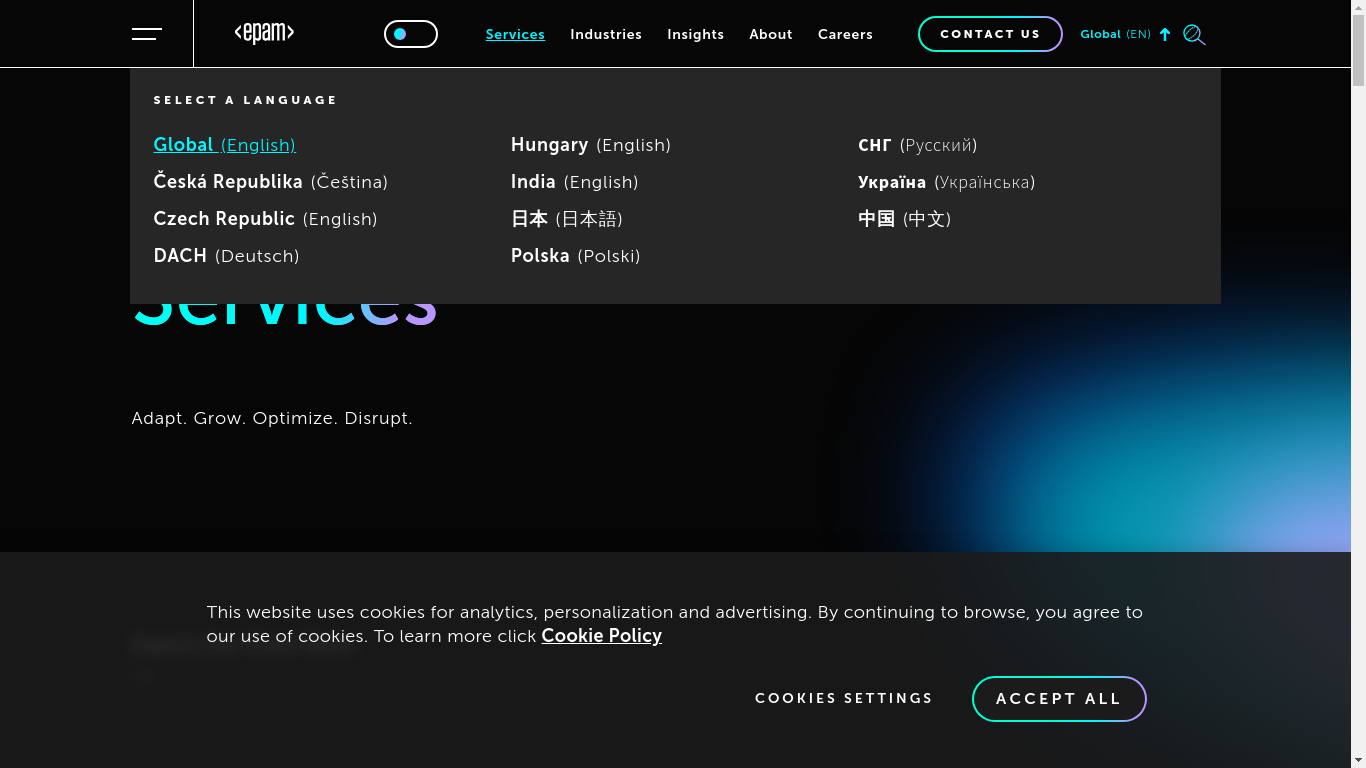 <epam>
Services Industries Insights About Careers
CONTACT US
Global (EN)
SELECT A LANGUAGE
Global (English)
Česká Republika (Čeština)
Czech Republic (English)
DACH (Deutsch)
Hungary (English)
India (English)
日本 (日本語)
Polska (Polski)
СНГ (Русский)
Україна (Українська)
中国 (中文)
Services
Adapt. Grow. Optimize. Disrupt.
This website uses cookies for analytics, personalization and advertising. By continuing to browse, you agree to
our use of cookies. To learn more click Cookie Policy
COOKIES SETTINGS
ACCEPT ALL